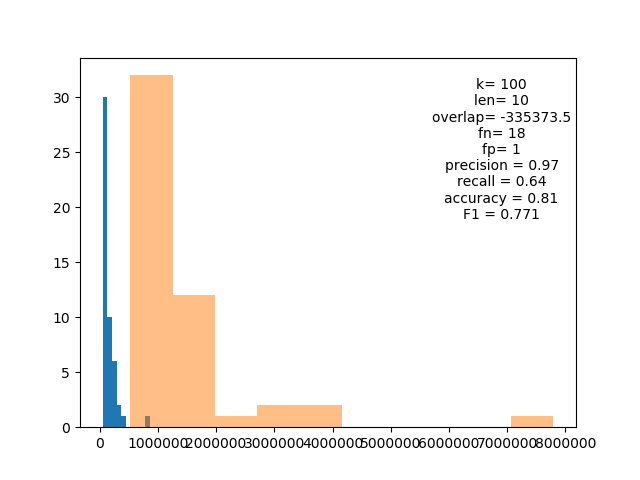 k= 100
len= 10
overlap= -335373.5
fn= 18
fp= 1
precision = 0.97
recall = 0.64
accuracy = 0.81
F1 = 0.771
30
25
20
15
10
5
0
0 1000000 2000000 3000000 4000000 5000000 6000000 7000000 8000000